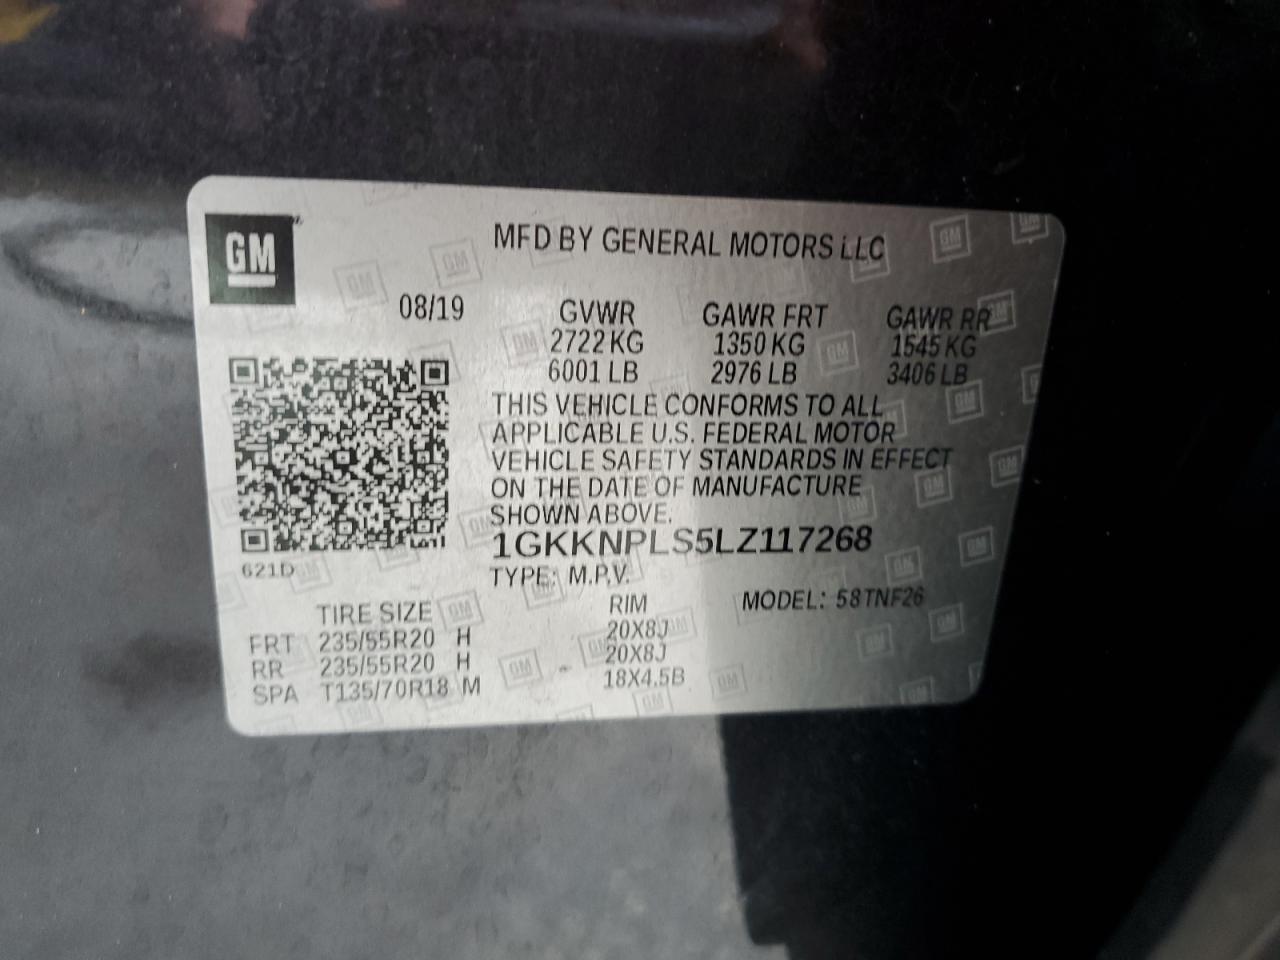 GM
MFD BY GENERAL MOTORS LLC
08/19
GVWR GAWR FRT GAWR RR
2722 KG 1350 KG 1545 KG
6001 LB 2976 LB 3406 LB
THIS VEHICLE CONFORMS TO ALL
APPLICABLE U.S. FEDERAL MOTOR
VEHICLE SAFETY STANDARDS IN EFFECT
ON THE DATE OF MANUFACTURE
SHOWN ABOVE.
1GKKNPLS5LZ117268
621D
TYPE: M.P.V. MODEL: 58TNF26
TIRE SIZE RIM
FRT 235/55R20 H 20X8J
RR 235/55R20 H 20X8J
SPA T135/70R18 M 18X4.5B